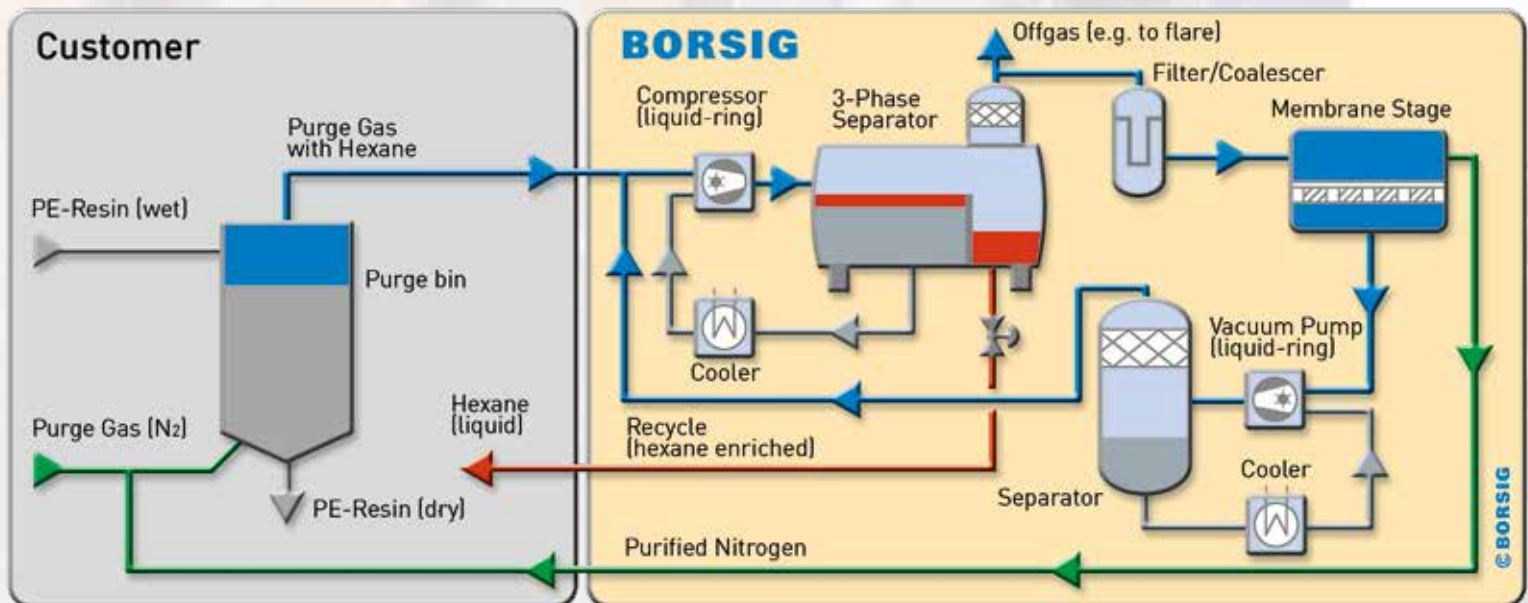 Customer
BORSIG
Offgas (e.g. to flare)
Filter/Coalescer
Compressor
(liquid-ring)
3-Phase
Separator
Membrane Stage
Purge Gas
with Hexane
PE-Resin (wet)
Purge bin
Vacuum Pump
(liquid-ring)
Cooler
Hexane
(liquid)
Purge Gas (N₂)
Recycle
(hexane enriched)
Cooler
Separator
PE-Resin (dry)
Purified Nitrogen
©BORSIG